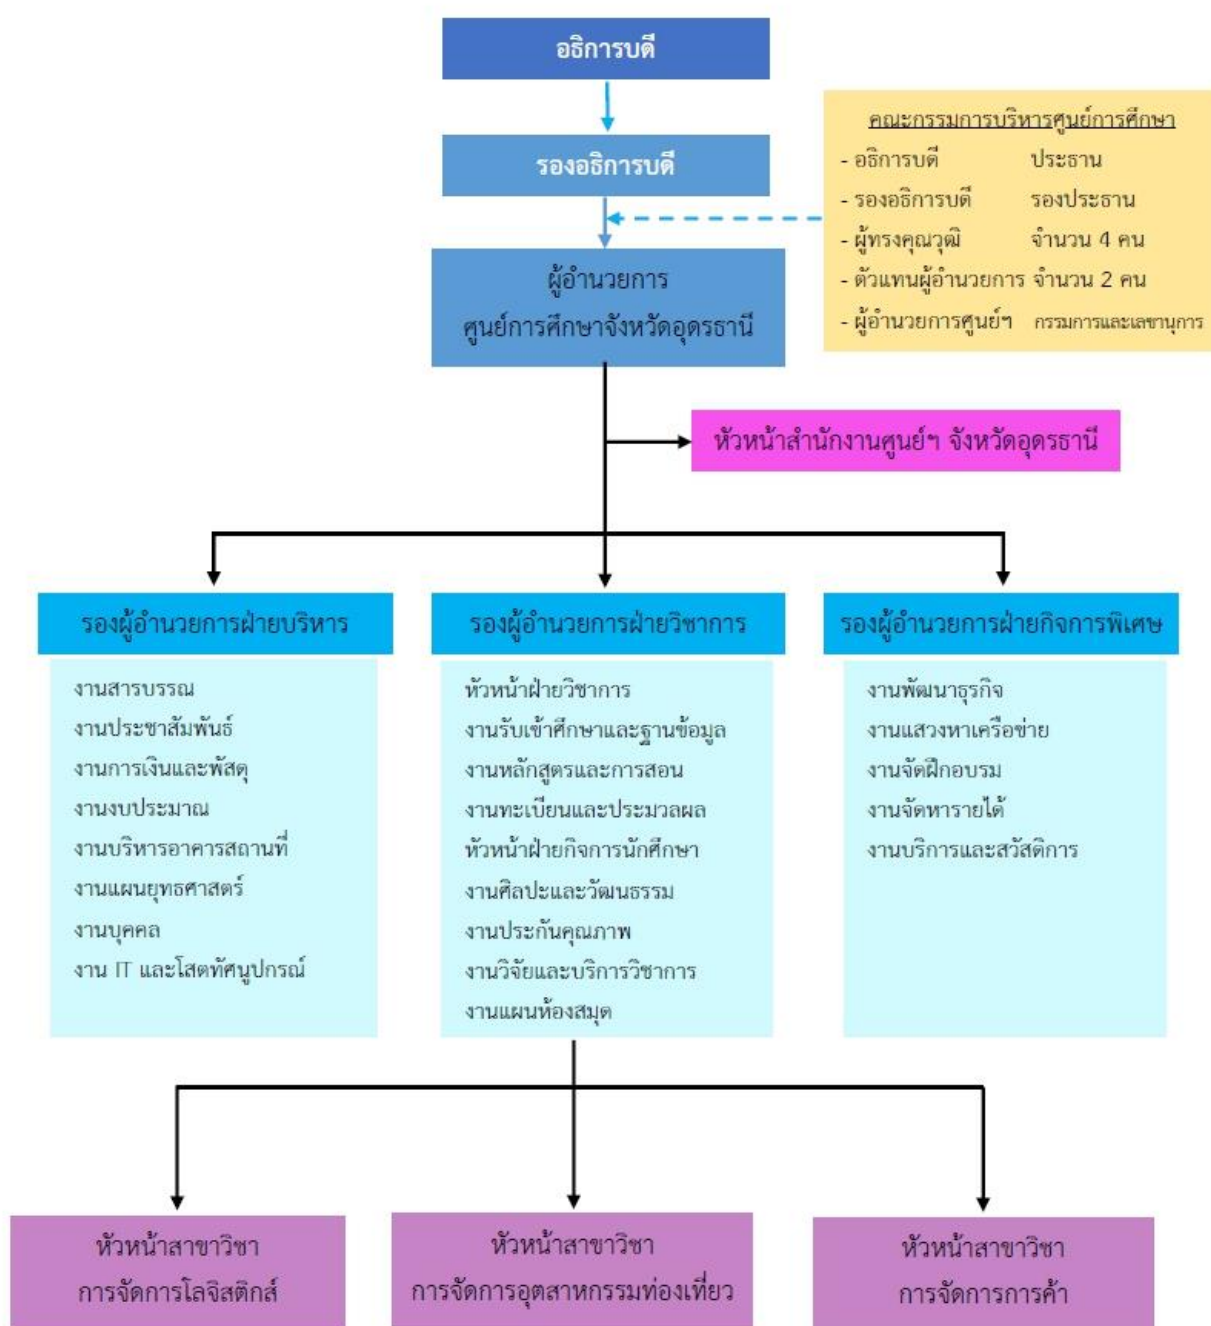 อธิการบดี
รองอธิการบดี
ผู้อำนวยการ
ศูนย์การศึกษาจังหวัดอุดรธานี
คณะกรรมการบริหารศูนย์การศึกษา
- อธิการบดี ประธาน
- รองอธิการบดี รองประธาน
- ผู้ทรงคุณวุฒิ จำนวน 4 คน
- ตัวแทนผู้อำนวยการ จำนวน 2 คน
- ผู้อำนวยการศูนย์ฯ กรรมการและเลขานุการ
หัวหน้าสำนักงานศูนย์ฯ จังหวัดอุดรธานี
รองผู้อำนวยการฝ่ายบริหาร
งานสารบรรณ
งานประชาสัมพันธ์
งานการเงินและพัสดุ
งานงบประมาณ
งานบริหารอาคารสถานที่
งานแผนยุทธศาสตร์
งานบุคคล
งาน IT และโสตทัศนูปกรณ์
รองผู้อำนวยการฝ่ายวิชาการ
หัวหน้าฝ่ายวิชาการ
งานรับเข้าศึกษาและฐานข้อมูล
งานหลักสูตรและการสอน
งานทะเบียนและประมวลผล
หัวหน้าฝ่ายกิจการนักศึกษา
งานศิลปะและวัฒนธรรม
งานประกันคุณภาพ
งานวิจัยและบริการวิชาการ
งานแผนห้องสมุด
รองผู้อำนวยการฝ่ายกิจการพิเศษ
งานพัฒนาธุรกิจ
งานแสวงหาเครือข่าย
งานจัดฝึกอบรม
งานจัดหารายได้
งานบริการและสวัสดิการ
หัวหน้าสาขาวิชา
การจัดการโลจิสติกส์
หัวหน้าสาขาวิชา
การจัดการอุตสาหกรรมท่องเที่ยว
หัวหน้าสาขาวิชา
การจัดการการค้า